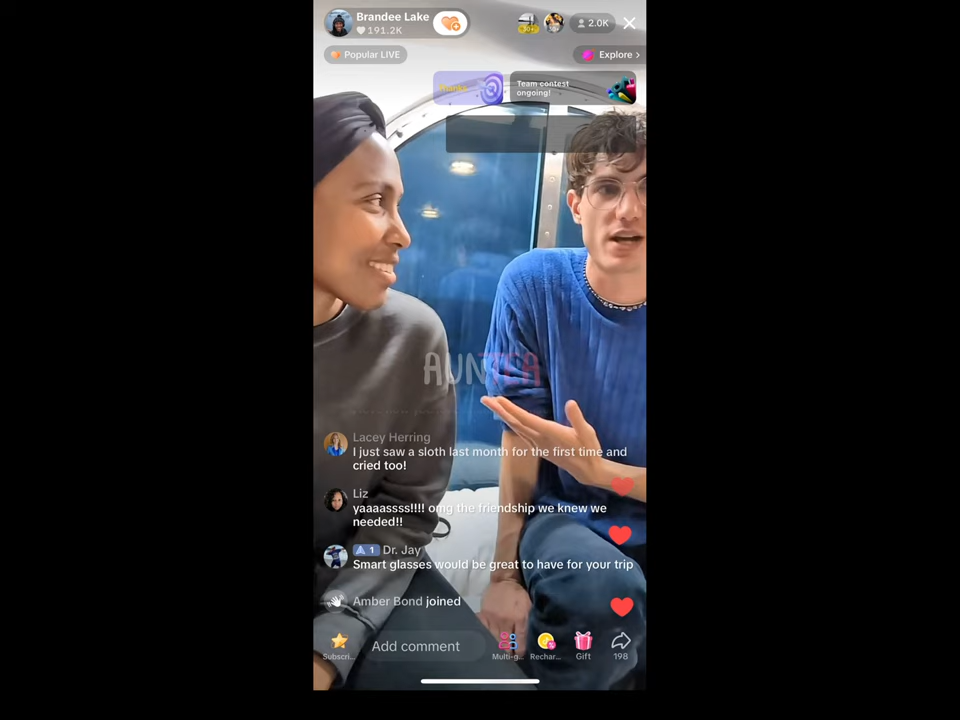 Brandee Lake
191.2K
2.0K
Popular LIVE
Explore >
Thanks
Team contest
ongoing!
AUNTEA
Lacey Herring
I just saw a sloth last month for the first time and
cried too!
Liz
yaaaassss!!!! omg the friendship we knew we
needed!!
1 Dr. Jay
Smart glasses would be great to have for your trip
Amber Bond joined
Add comment
Subscri...
Multi-g...
Rechar...
Gift
198